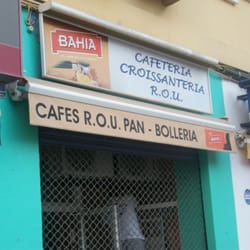 BAHIA
CAFETERIA
CROISSANTERIA
R.O.U.
CAFES R.O.U. PAN - BOLLERIA